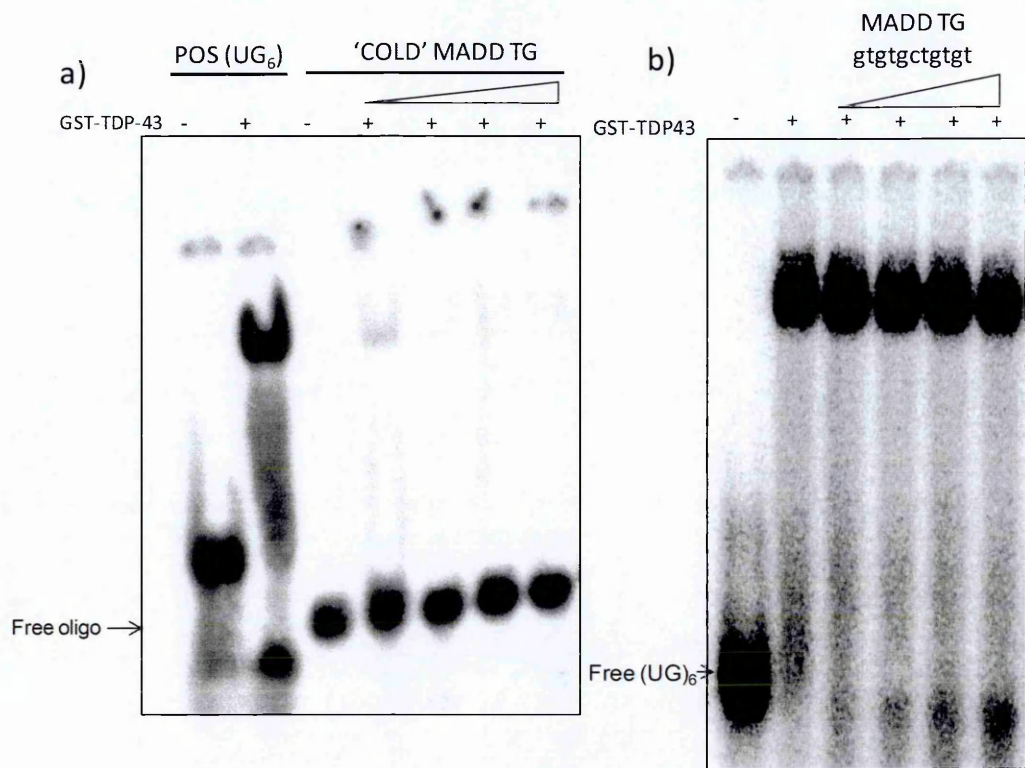 a)
POS (UG₆)
'COLD' MADD TG
GST-TDP-43 - + - + + + +
Free oligo →
b)
MADD TG
gtgtgctgtgt
GST-TDP43 - + + + + +
Free (UG)₆→